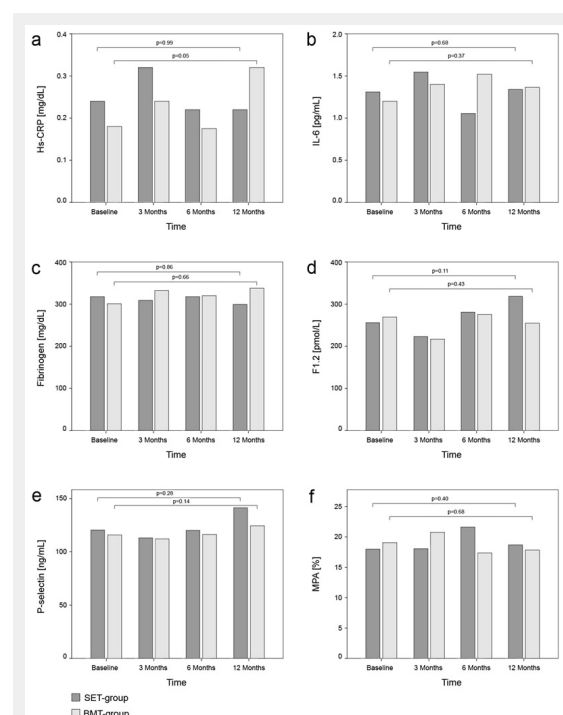 a
p=0.99
p=0.05
Hs-CRP [mg/dL]
0.4
0.3
0.2
0.1
0.0
Baseline 3 Months 6 Months 12 Months
Time
b
p=0.68
p=0.37
IL-6 [pg/mL]
2.0
1.5
1.0
0.5
0.0
Baseline 3 Months 6 Months 12 Months
Time
c
p=0.86
p=0.66
Fibrinogen [mg/dL]
400
300
200
100
0
Baseline 3 Months 6 Months 12 Months
Time
d
p=0.11
p=0.43
F1.2 [pmol/L]
400
300
200
100
0
Baseline 3 Months 6 Months 12 Months
Time
e
p=0.28
p=0.14
P-selectin [ng/mL]
150
100
50
0
Baseline 3 Months 6 Months 12 Months
Time
f
p=0.40
p=0.68
MPA [%]
25
20
15
10
5
0
Baseline 3 Months 6 Months 12 Months
Time
SET-group
BMT-group